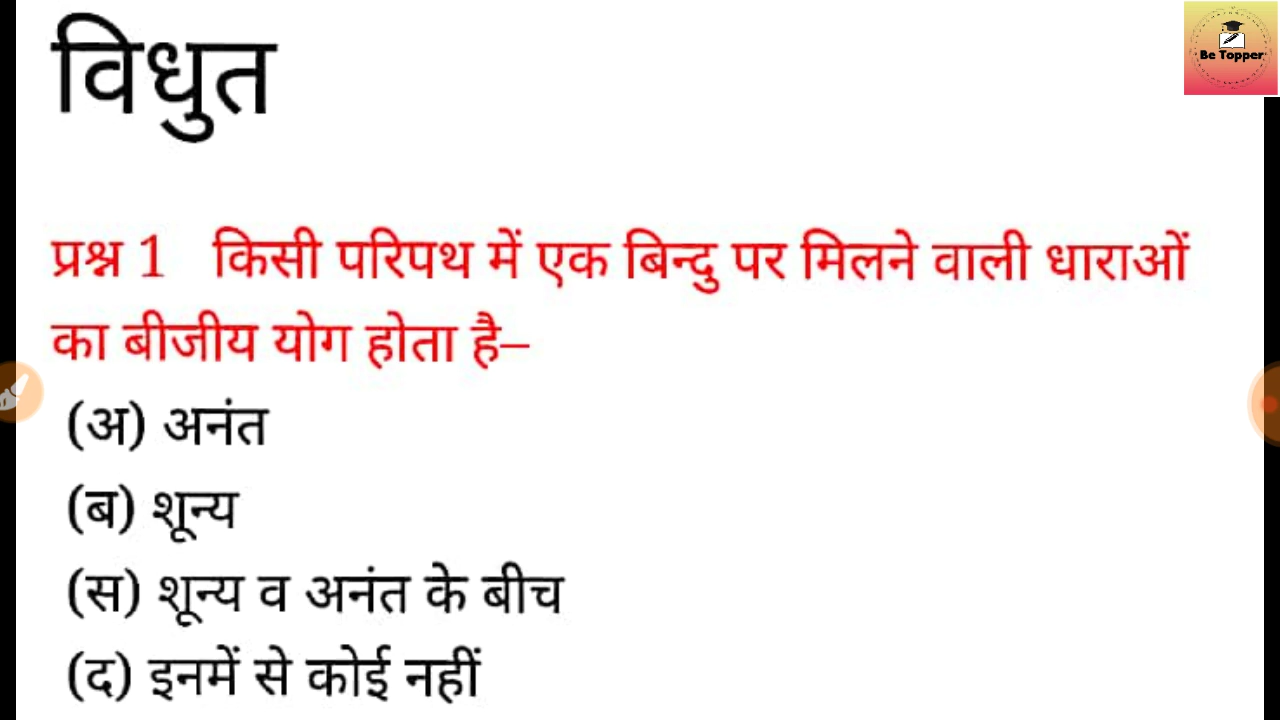 विधुत
Be Topper
प्रश्न 1 किसी परिपथ में एक बिन्दु पर मिलने वाली धाराओं
का बीजीय योग होता है–
(अ) अनंत
(ब) शून्य
(स) शून्य व अनंत के बीच
(द) इनमें से कोई नहीं